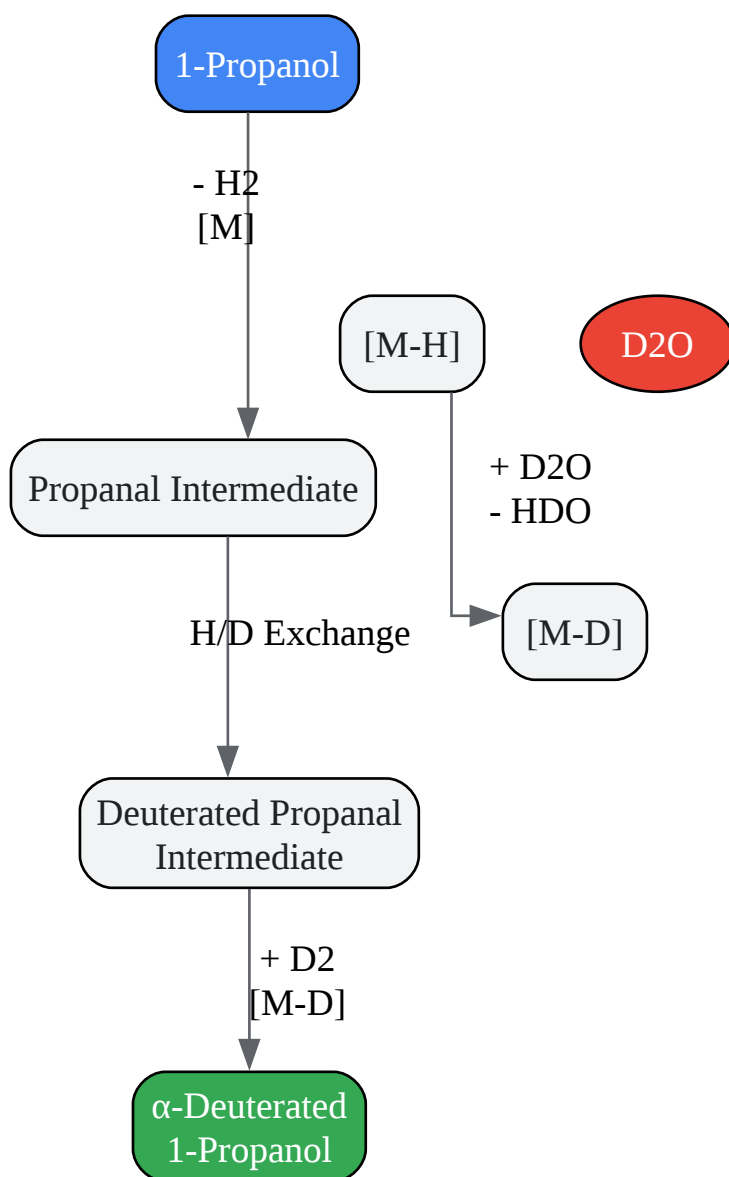 1-Propanol
- H2
[M]
[M-H]
D2O
Propanal Intermediate
+ D2O
- HDO
H/D Exchange
[M-D]
Deuterated Propanal
Intermediate
+ D2
[M-D]
α-Deuterated
1-Propanol